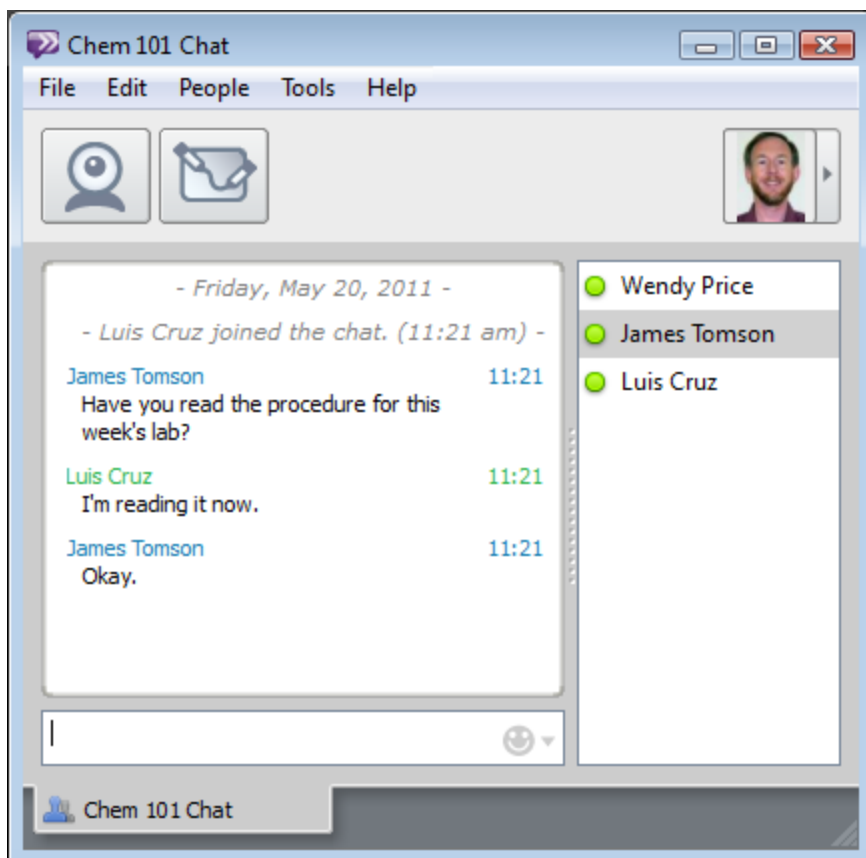 Chem 101 Chat
File Edit People Tools Help
- Friday, May 20, 2011 -
- Luis Cruz joined the chat. (11:21 am) -
James Tomson 11:21
Have you read the procedure for this
week's lab?
Luis Cruz 11:21
I'm reading it now.
James Tomson 11:21
Okay.
Wendy Price
James Tomson
Luis Cruz
Chem 101 Chat